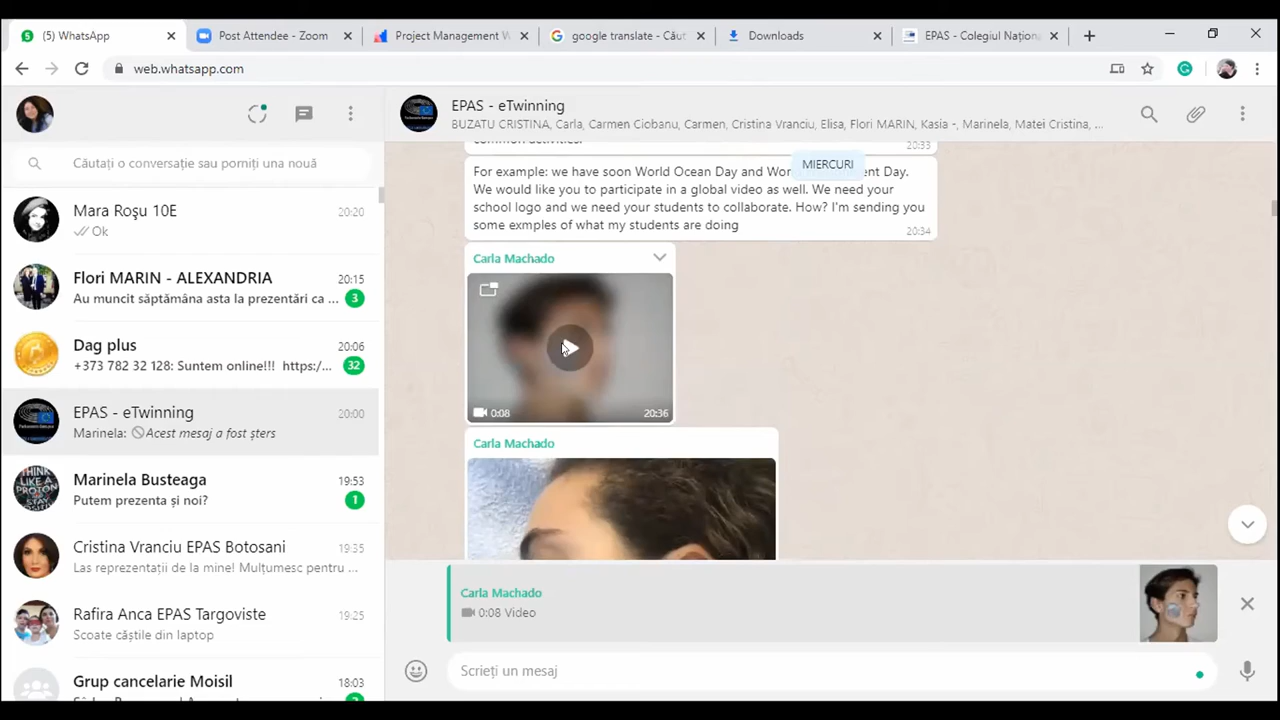 (5) WhatsApp
Post Attendee - Zoom
Project Management W
google translate - Cău
Downloads
EPAS - Colegiul Națion
web.whatsapp.com
Căutați o conversație sau porniți una nouă
Mara Roșu 10E
20:20
Ok
Flori MARIN - ALEXANDRIA
20:15
Au muncit săptămâna asta la prezentări ca ...
3
Dag plus
20:06
+373 782 32 128: Suntem online!!! https:/...
32
EPAS - eTwinning
20:00
Marinela: Acest mesaj a fost șters
Marinela Busteaga
19:53
Putem prezenta și noi?
1
Cristina Vranciu EPAS Botosani
19:35
Las reprezentații de la mine! Mulțumesc pentru ...
Rafira Anca EPAS Targoviste
19:25
Scoate căștile din laptop
Grup cancelarie Moisil
18:03
EPAS - eTwinning
BUZATU CRISTINA, Carla, Carmen Ciobanu, Carmen, Cristina Vranciu, Elisa, Flori MARIN, Kasia -, Marinela, Matei Cristina, ...
common activities.
20:33
MIERCURI
For example: we have soon World Ocean Day and Wor nt Day.
We would like you to participate in a global video as well. We need your
school logo and we need your students to collaborate. How? I'm sending you
some exmples of what my students are doing
20:34
Carla Machado
0:08
20:36
Carla Machado
Carla Machado
0:08 Video
Scrieți un mesaj